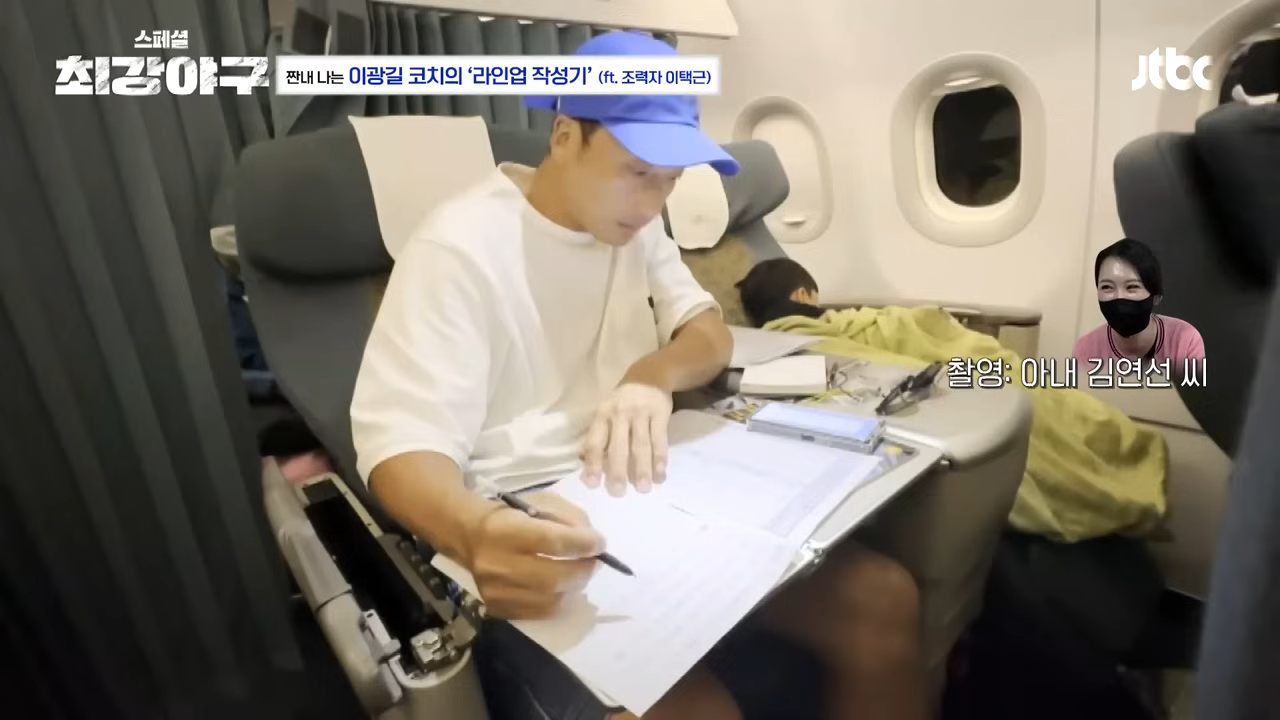 스페셜
최강야구
짠내 나는 이광길 코치의 '라인업 작성기' (ft. 조력자 이택근)
jtbc
촬영: 아내 김연선 씨